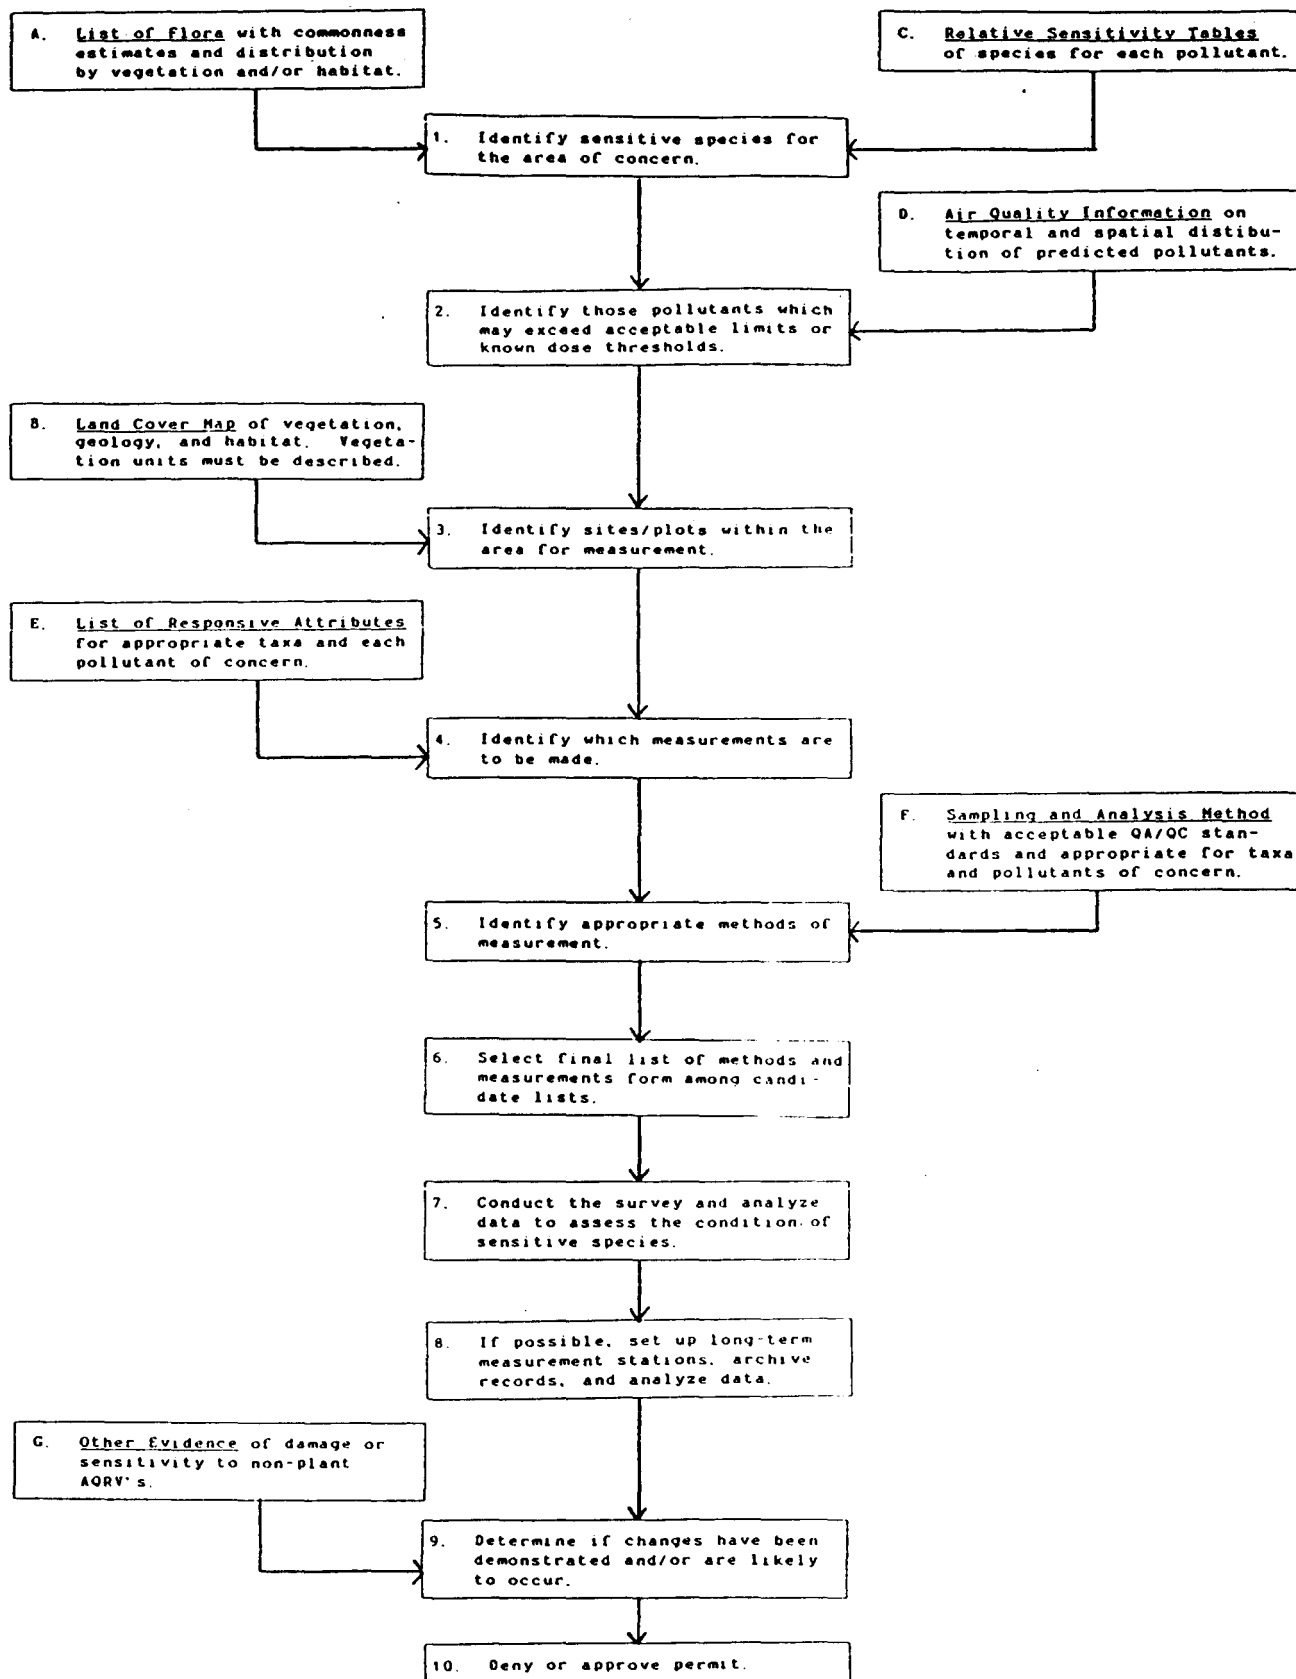 A. List of Flora with commonness
estimates and distribution
by vegetation and/or habitat.
C. Relative Sensitivity Tables
of species for each pollutant.
1. Identify sensitive species for
the area of concern.
D. Air Quality Information on
temporal and spatial distibu-
tion of predicted pollutants.
2. Identify those pollutants which
may exceed acceptable limits or
known dose thresholds.
B. Land Cover Map of vegetation,
geology, and habitat. Vegeta-
tion units must be described.
3. Identify sites/plots within the
area for measurement.
E. List of Responsive Attributes
for appropriate taxa and each
pollutant of concern.
4. Identify which measurements are
to be made.
F. Sampling and Analysis Method
with acceptable QA/QC stan-
dards and appropriate for taxa
and pollutants of concern.
5. Identify appropriate methods of
measurement.
6. Select final list of methods and
measurements form among candi-
date lists.
7. Conduct the survey and analyze
data to assess the condition of
sensitive species.
8. If possible, set up long-term
measurement stations, archive
records, and analyze data.
G. Other Evidence of damage or
sensitivity to non-plant
AQRV's.
9. Determine if changes have been
demonstrated and/or are likely
to occur.
10. Deny or approve permit.